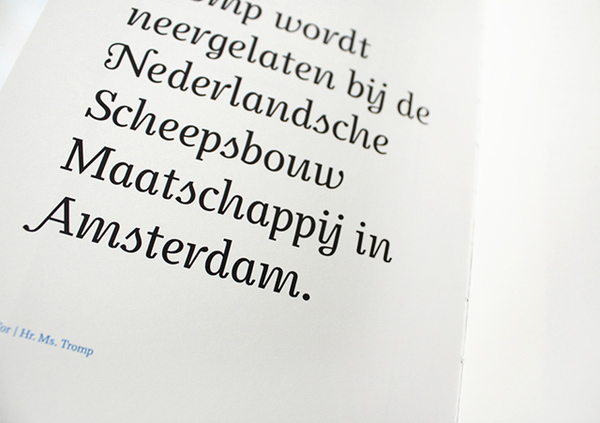 wordt
neergelaten bij de
Nederlandsche
Scheepsbouw
Maatschappij in
Amsterdam.
| Hr. Ms. Tromp